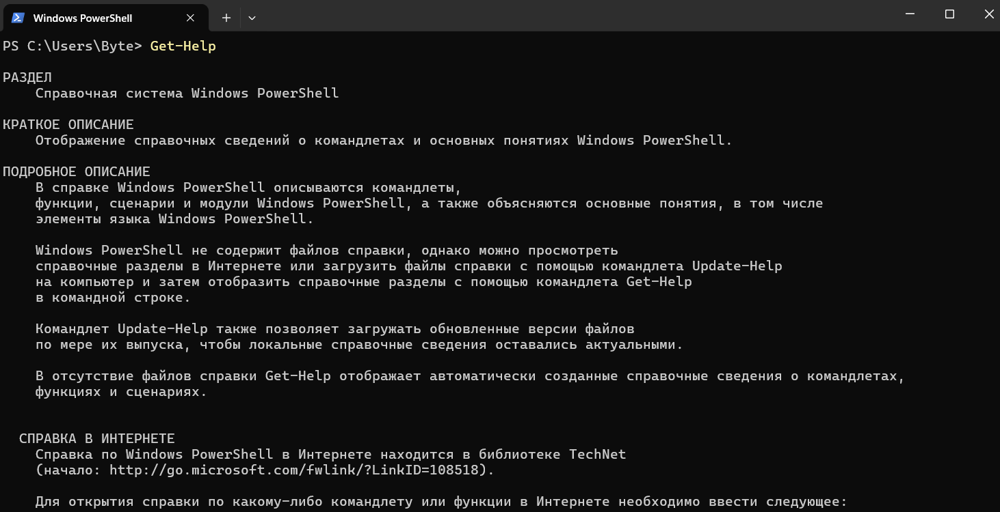 Windows PowerShell
PS C:\Users\Byte> Get-Help
РАЗДЕЛ
Справочная система Windows PowerShell
КРАТКОЕ ОПИСАНИЕ
Отображение справочных сведений о командлетах и основных понятиях Windows PowerShell.
ПОДРОБНОЕ ОПИСАНИЕ
В справке Windows PowerShell описываются командлеты,
функции, сценарии и модули Windows PowerShell, а также объясняются основные понятия, в том числе
элементы языка Windows PowerShell.
Windows PowerShell не содержит файлов справки, однако можно просмотреть
справочные разделы в Интернете или загрузить файлы справки с помощью командлета Update-Help
на компьютер и затем отобразить справочные разделы с помощью командлета Get-Help
в командной строке.
Командлет Update-Help также позволяет загружать обновленные версии файлов
по мере их выпуска, чтобы локальные справочные сведения оставались актуальными.
В отсутствие файлов справки Get-Help отображает автоматически созданные справочные сведения о командлетах,
функциях и сценариях.
СПРАВКА В ИНТЕРНЕТЕ
Справка по Windows PowerShell в Интернете находится в библиотеке TechNet
(начало: http://go.microsoft.com/fwlink/?LinkID=108518).
Для открытия справки по какому-либо командлету или функции в Интернете необходимо ввести следующее: